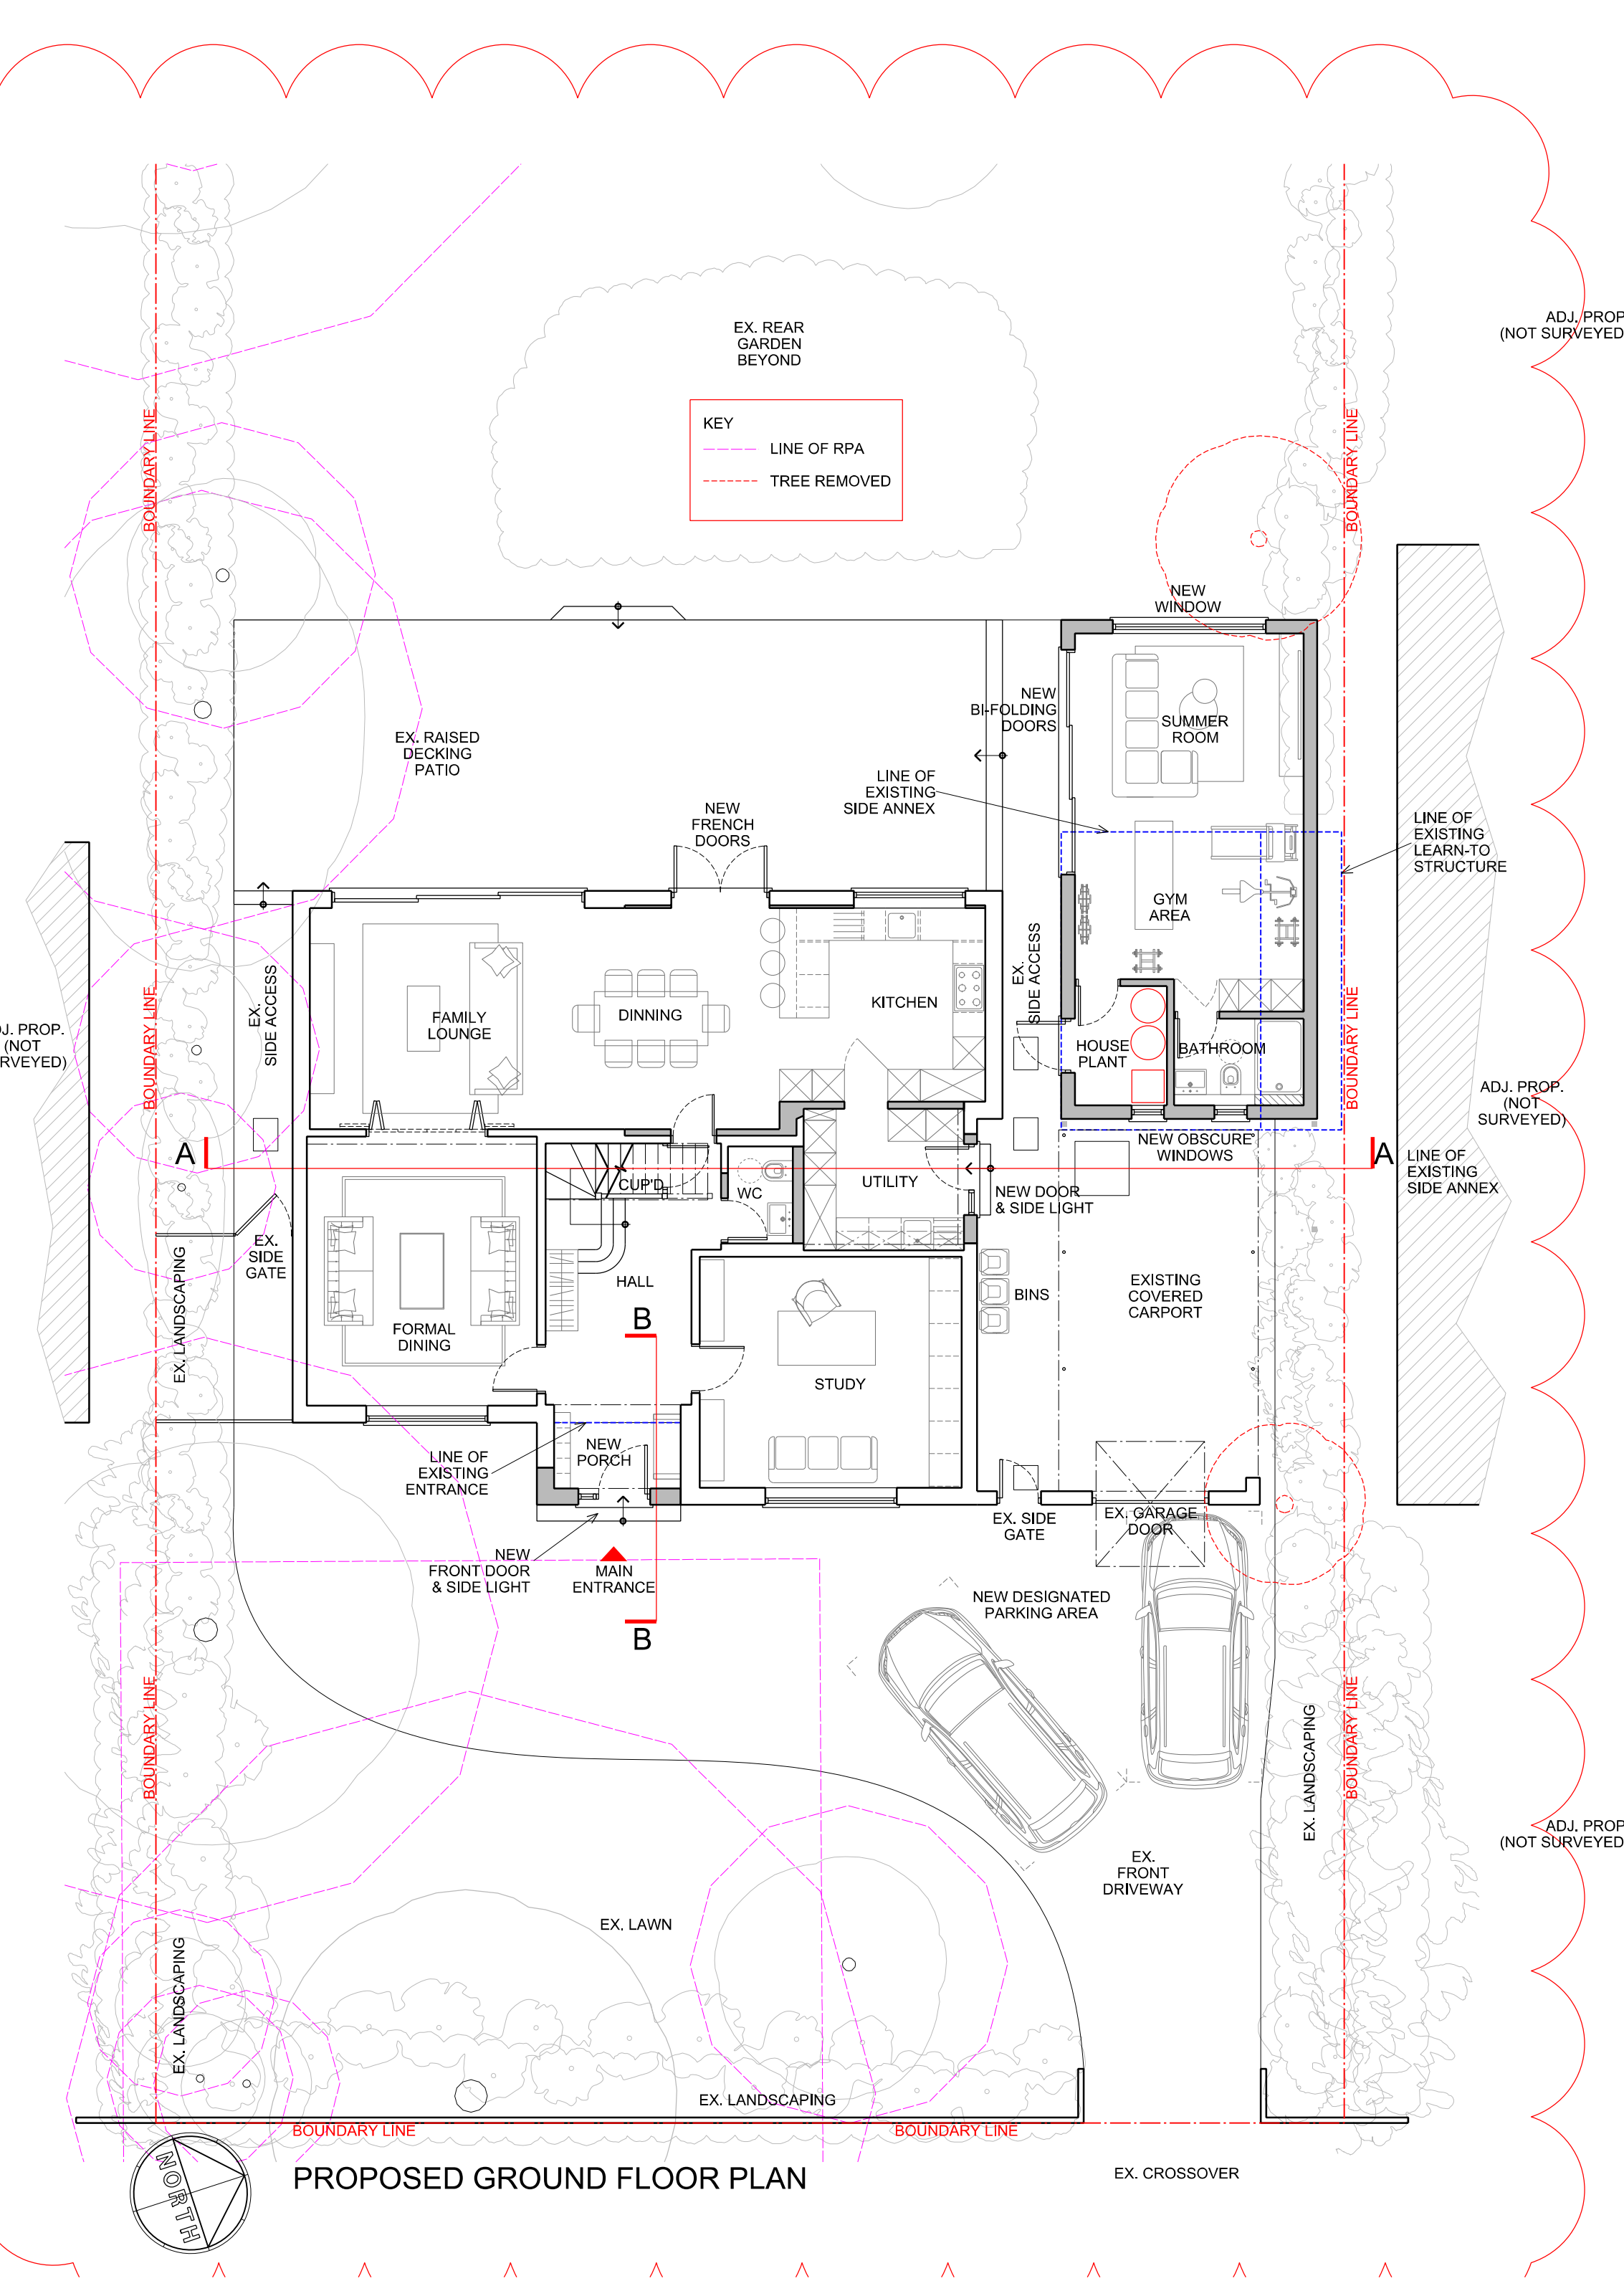 ADJ. PROP
(NOT SURVEYED
EX. REAR
GARDEN
BEYOND
KEY
LINE OF RPA
TREE REMOVED
BOUNDARY LINE
BOUNDARY LINE
NEW
WINDOW
NEW
BI-FOLDING
DOORS
SUMMER
ROOM
EX. RAISED
DECKING
PATIO
LINE OF
EXISTING
SIDE ANNEX
NEW
FRENCH
DOORS
LINE OF
EXISTING
LEARN-TO
STRUCTURE
GYM
AREA
EX.
SIDE ACCESS
FAMILY
LOUNGE
DINNING
KITCHEN
EX.
SIDE ACCESS
HOUSE
PLANT
BATHROOM
BOUNDARY LINE
BOUNDARY LINE
DJ. PROP.
(NOT
RVEYED)
ADJ. PROP.
(NOT
SURVEYED)
NEW OBSCURE
WINDOWS
A
A
LINE OF
EXISTING
SIDE ANNEX
CUP'D
WC
UTILITY
NEW DOOR
& SIDE LIGHT
EX.
SIDE
GATE
EX. LANDSCAPING
HALL
BINS
EXISTING
COVERED
CARPORT
FORMAL
DINING
B
STUDY
NEW
PORCH
LINE OF
EXISTING
ENTRANCE
EX. SIDE
GATE
EX. GARAGE
DOOR
NEW
FRONT DOOR
& SIDE LIGHT
MAIN
ENTRANCE
B
NEW DESIGNATED
PARKING AREA
BOUNDARY LINE
BOUNDARY LINE
EX. LANDSCAPING
ADJ. PROP
(NOT SURVEYED
EX.
FRONT
DRIVEWAY
EX. LAWN
EX. LANDSCAPING
EX. LANDSCAPING
BOUNDARY LINE
BOUNDARY LINE
NORTH
PROPOSED GROUND FLOOR PLAN
EX. CROSSOVER